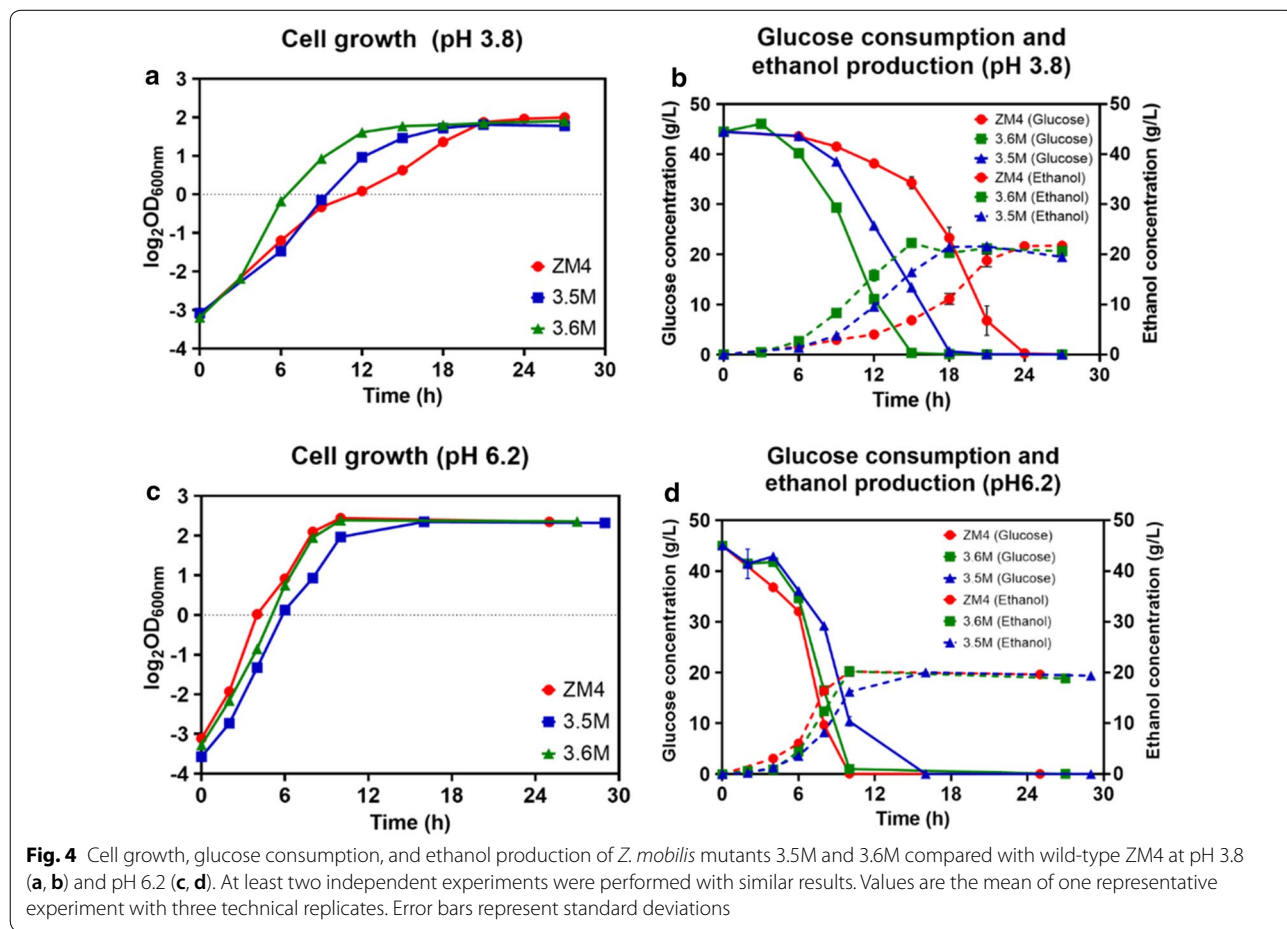 Cell growth (pH 3.8)
a
3
2
1
0
-1
-2
-3
-4
log2OD600nm
0 6 12 18 24 30
Time (h)
ZM4
3.5M
3.6M
Glucose consumption and
ethanol production (pH 3.8)
b
50
40
30
20
10
0
Glucose concentration (g/L)
50
40
30
20
10
0
Ethanol concentration (g/L)
0 6 12 18 24 30
Time (h)
ZM4 (Glucose)
3.6M (Glucose)
3.5M (Glucose)
ZM4 (Ethanol)
3.6M (Ethanol)
3.5M (Ethanol)
Cell growth (pH 6.2)
c
3
2
1
0
-1
-2
-3
-4
log2OD600nm
0 6 12 18 24 30
Time (h)
ZM4
3.5M
3.6M
Glucose consumption and
ethanol production (pH6.2)
d
50
40
30
20
10
0
Glucose concentration (g/L)
50
40
30
20
10
0
Ethanol concentration (g/L)
0 6 12 18 24 30
Time (h)
ZM4 (Glucose)
3.6M (Glucose)
3.5M (Glucose)
ZM4 (Ethanol)
3.6M (Ethanol)
3.5M (Ethanol)
Fig. 4 Cell growth, glucose consumption, and ethanol production of Z. mobilis mutants 3.5M and 3.6M compared with wild-type ZM4 at pH 3.8
(a, b) and pH 6.2 (c, d). At least two independent experiments were performed with similar results. Values are the mean of one representative
experiment with three technical replicates. Error bars represent standard deviations